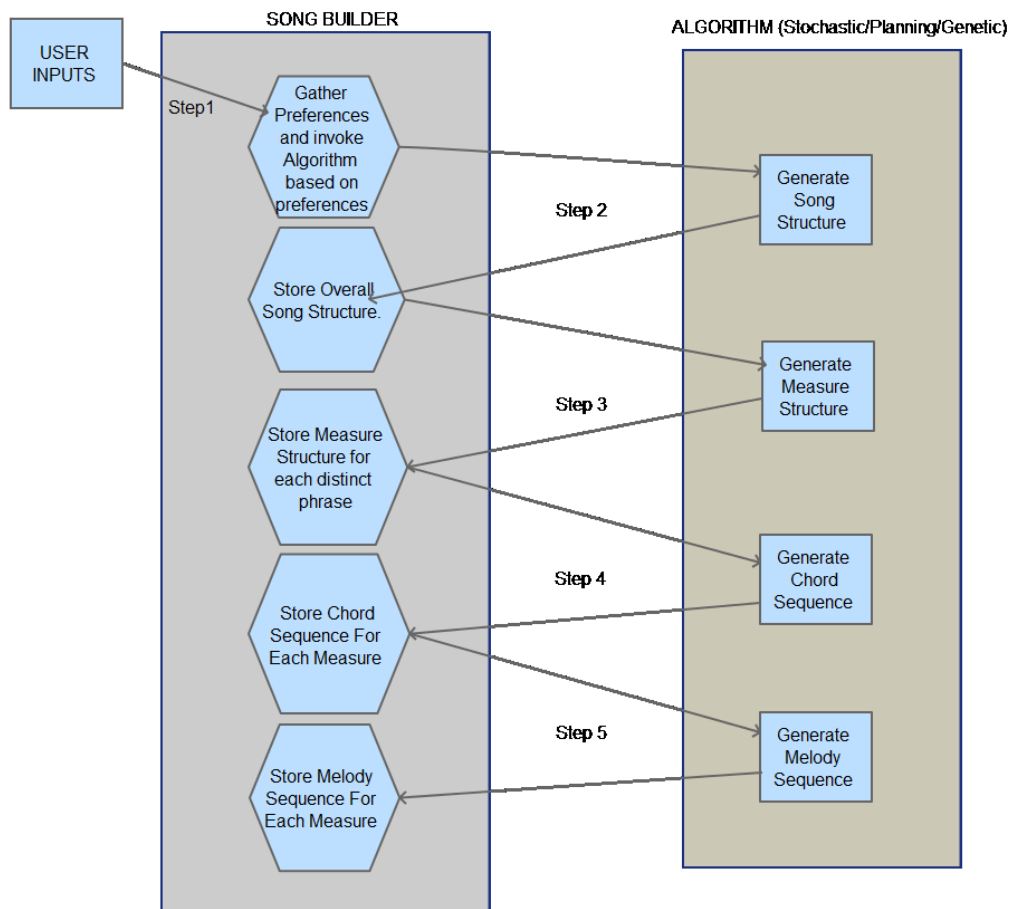 SONG BUILDER
ALGORITHM (Stochastic/Planning/Genetic)
USER
INPUTS
Step1
Gather
Preferences
and invoke
Algorithm
based on
preferences
Generate
Song
Structure
Step 2
Store Overall
Song Structure.
Generate
Measure
Structure
Step 3
Store Measure
Structure for
each distinct
phrase
Generate
Chord
Sequence
Step 4
Store Chord
Sequence For
Each Measure
Generate
Melody
Sequence
Step 5
Store Melody
Sequence For
Each Measure